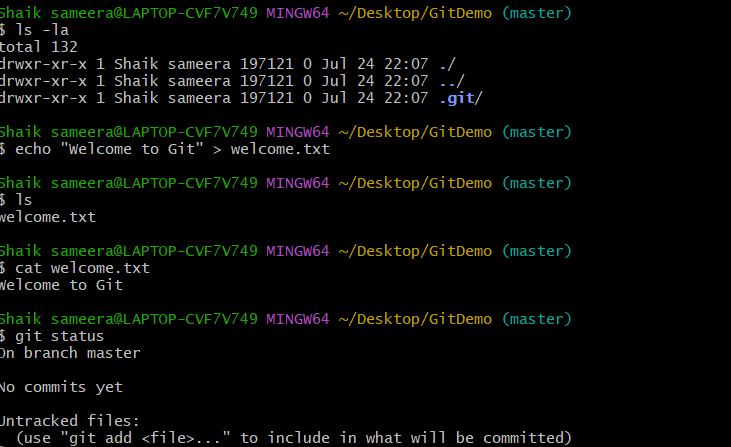 Shaik sameera@LAPTOP-CVF7V749 MINGW64 ~/Desktop/GitDemo (master)
$ ls -la
total 132
drwxr-xr-x 1 Shaik sameera 197121 0 Jul 24 22:07 ./
drwxr-xr-x 1 Shaik sameera 197121 0 Jul 24 22:07 ../
drwxr-xr-x 1 Shaik sameera 197121 0 Jul 24 22:07 .git/
Shaik sameera@LAPTOP-CVF7V749 MINGW64 ~/Desktop/GitDemo (master)
$ echo "Welcome to Git" > welcome.txt
Shaik sameera@LAPTOP-CVF7V749 MINGW64 ~/Desktop/GitDemo (master)
$ ls
welcome.txt
Shaik sameera@LAPTOP-CVF7V749 MINGW64 ~/Desktop/GitDemo (master)
$ cat welcome.txt
Welcome to Git
Shaik sameera@LAPTOP-CVF7V749 MINGW64 ~/Desktop/GitDemo (master)
$ git status
On branch master
No commits yet
Untracked files:
(use "git add <file>..." to include in what will be committed)